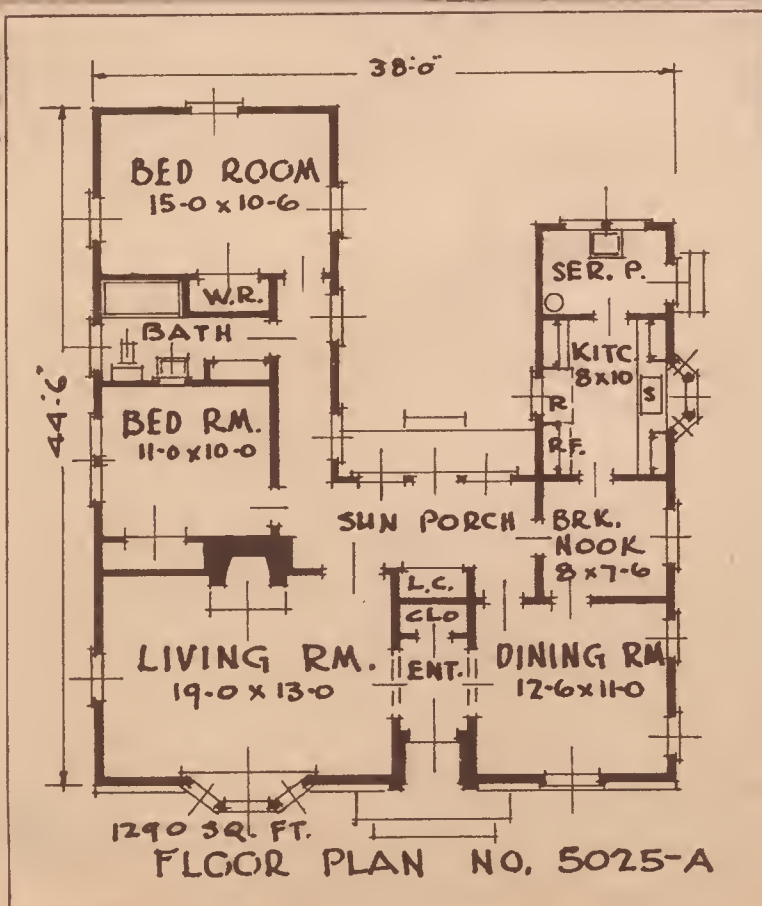 38'-0"
BED ROOM
15-0 x 10-6
W.R.
BATH
44'-6"
BED RM.
11-0 x 10-0
SER. P.
KITC.
8 x 10
R
S
R.F.
SUN PORCH
BRK.
NOOK
8 x 7-6
L.C.
CLO
LIVING RM.
19-0 x 13-0
ENT.
DINING RM
12-6 x 11-0
1290 SQ. FT.
FLOOR PLAN NO. 5025-A